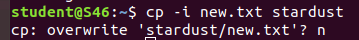 student@S46:~$ cp -i new.txt stardust
cp: overwrite 'stardust/new.txt'? n